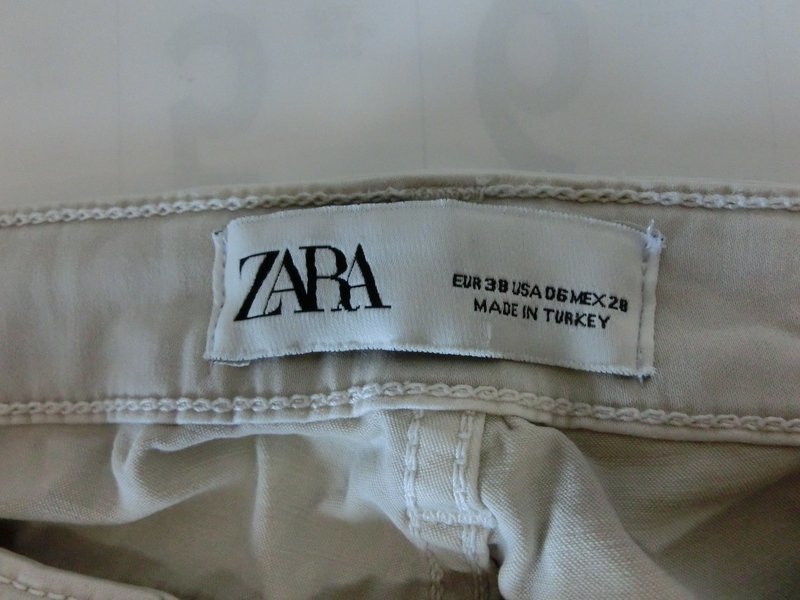 ZARA
EUR 38 USA 06 MEX 28
MADE IN TURKEY